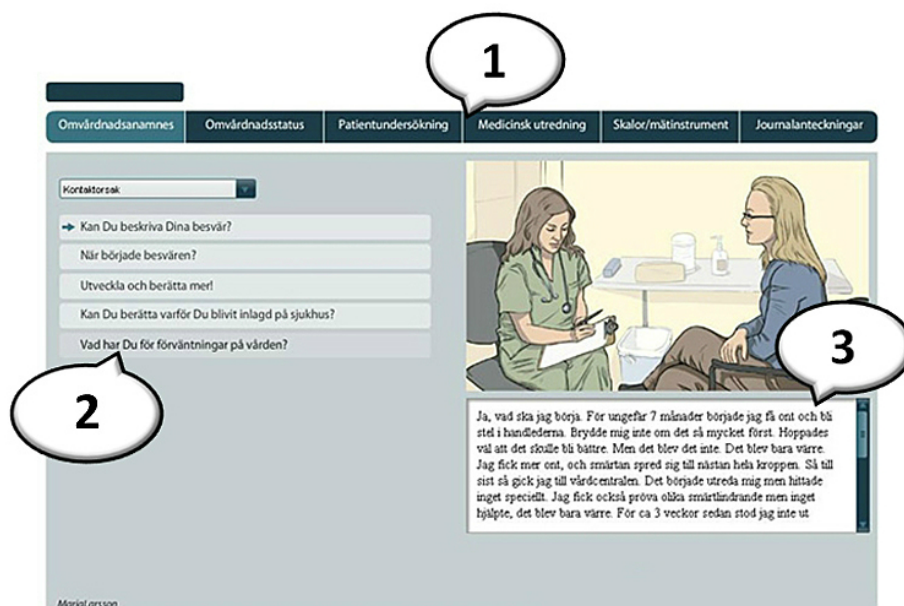 1
Omvårdnadsanamnes Omvårdnadsstatus Patientundersökning Medicinsk utredning Skalor/mätinstrument Journalanteckningar
Kontaktorsak
Kan Du beskriva Dina besvär?
När började besvären?
Utveckla och berätta mer!
Kan Du berätta varför Du blivit inlagd på sjukhus?
Vad har Du för förväntningar på vården?
2
3
Ja, vad ska jag börja. För ungefär 7 månader började jag få ont och bli
stel i handlederna. Brydde mig inte om det så mycket först. Hoppades
väl att det skulle bli bättre. Men det blev det inte. Det blev bara värre.
Jag fick mer ont, och smärtan spred sig till nästan hela kroppen. Så till
sist så gick jag till vårdcentralen. Det började utreda mig men hittade
inget speciellt. Jag fick också pröva olika smärtlindrande men inget
hjälpte, det blev bara värre. För ca 3 veckor sedan stod jag inte ut
Maria Larsson